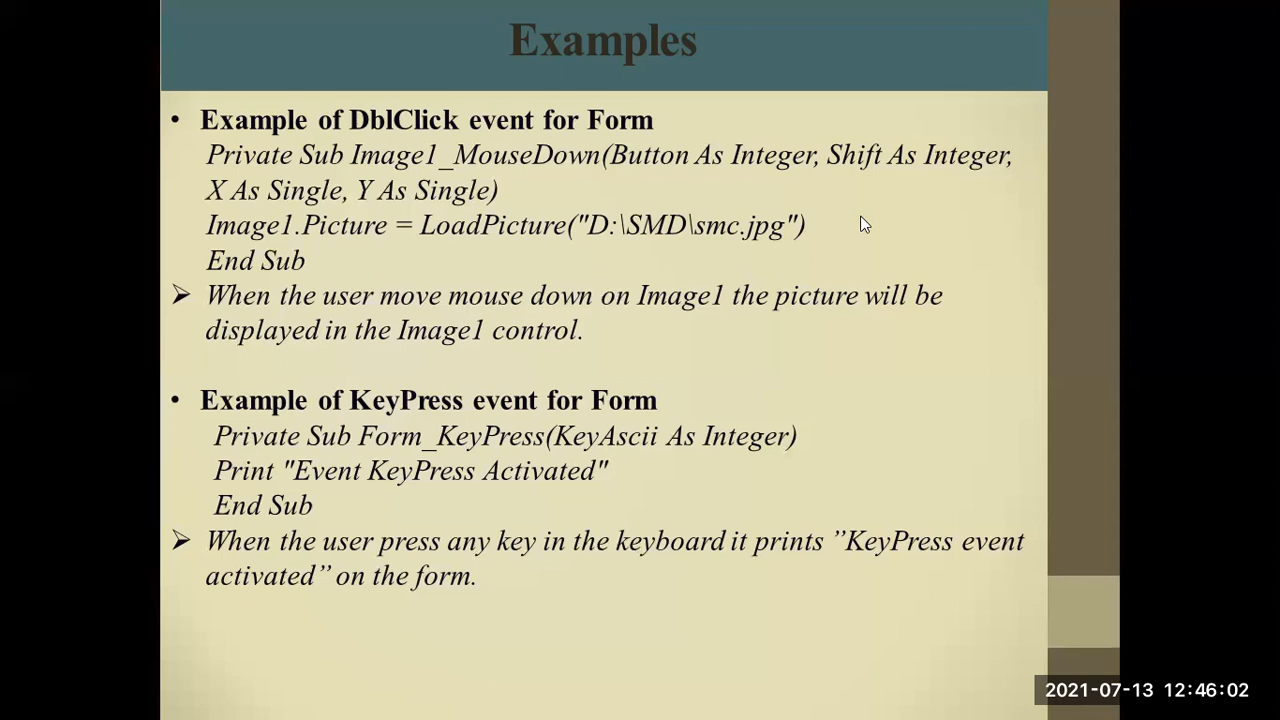 Examples
• Example of DblClick event for Form
Private Sub Image1_MouseDown(Button As Integer, Shift As Integer,
X As Single, Y As Single)
Image1.Picture = LoadPicture("D:\SMD\smc.jpg")
End Sub
➢ When the user move mouse down on Image1 the picture will be
displayed in the Image1 control.
• Example of KeyPress event for Form
Private Sub Form_KeyPress(KeyAscii As Integer)
Print "Event KeyPress Activated"
End Sub
➢ When the user press any key in the keyboard it prints ”KeyPress event
activated” on the form.
2021-07-13 12:46:02